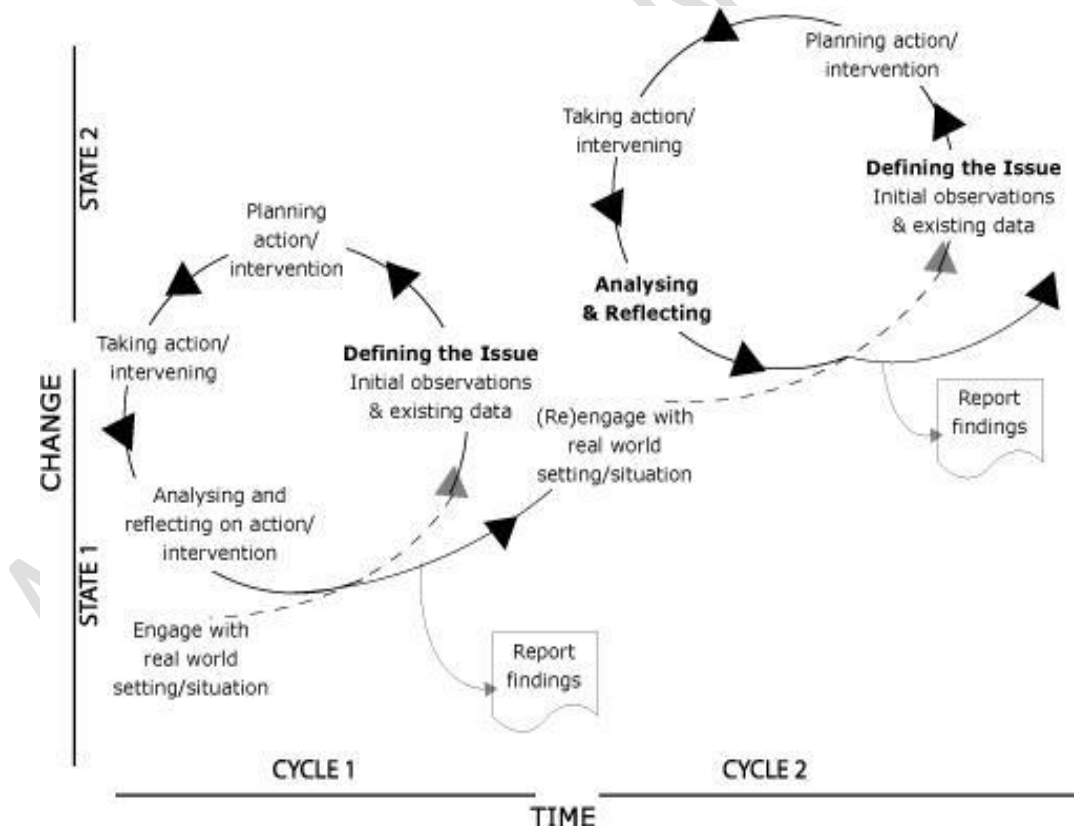 Planning action/
intervention
Taking action/
intervening
Defining the Issue
Initial observations
& existing data
Analysing
& Reflecting
(Re)engage with
real world
setting/situation
Report
findings
Planning
action/
intervention
Taking action/
intervening
Defining the Issue
Initial observations
& existing data
Analysing and
reflecting on action/
intervention
Engage with
real world
setting/situation
Report
findings
STATE 2
CHANGE
STATE 1
CYCLE 1
CYCLE 2
TIME